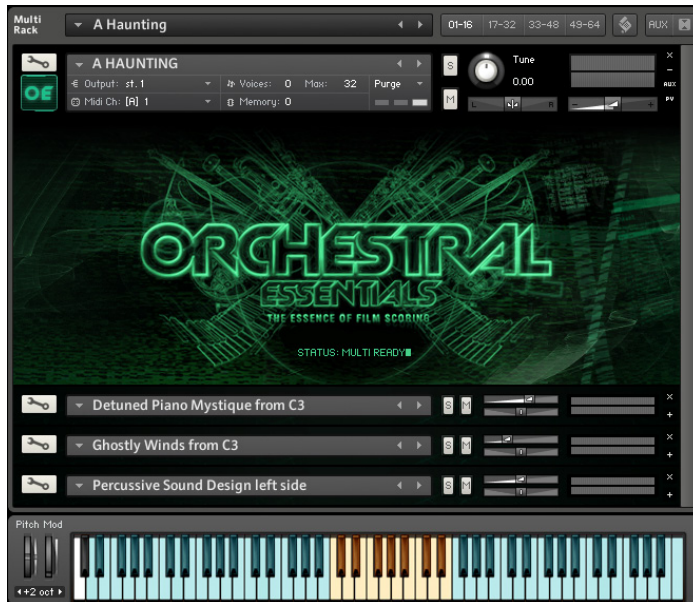 Multi Rack
A Haunting
01-16 17-32 33-48 49-64 AUX
A HAUNTING
Output: st.1 Voices: 0 Max: 32 Purge
Midi Ch: [A] 1 Memory: 0
S
M
Tune
0.00
L R
- +
×
-
AUX
PV
OE
ORCHESTRAL
ESSENTIALS
THE ESSENCE OF FILM SCORING
STATUS: MULTI READY
Detuned Piano Mystique from C3 S M × +
Ghostly Winds from C3 S M × +
Percussive Sound Design left side S M × +
Pitch Mod
+2 oct